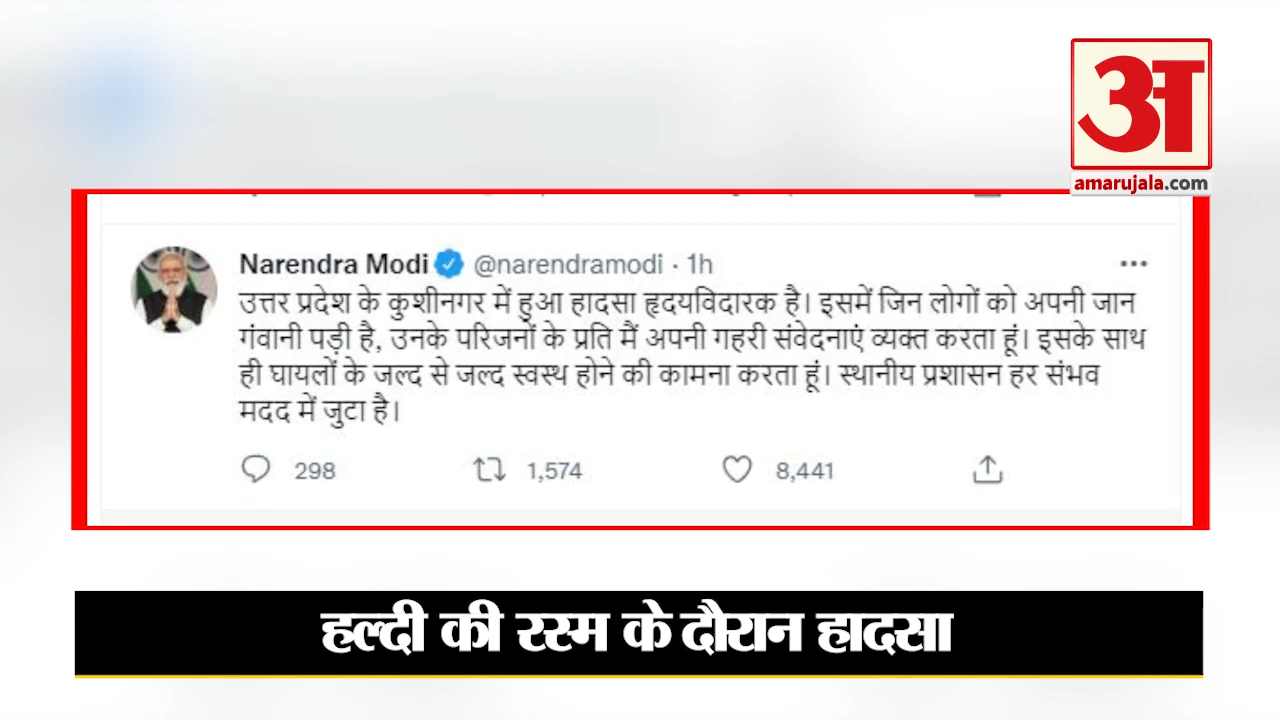 अ
amarujala.com
Narendra Modi @narendramodi · 1h
उत्तर प्रदेश के कुशीनगर में हुआ हादसा हृदयविदारक है। इसमें जिन लोगों को अपनी जान
गंवानी पड़ी है, उनके परिजनों के प्रति मैं अपनी गहरी संवेदनाएं व्यक्त करता हूं। इसके साथ
ही घायलों के जल्द से जल्द स्वस्थ होने की कामना करता हूं। स्थानीय प्रशासन हर संभव
मदद में जुटा है।
298 1,574 8,441
हल्दी की रस्म के दौरान हादसा